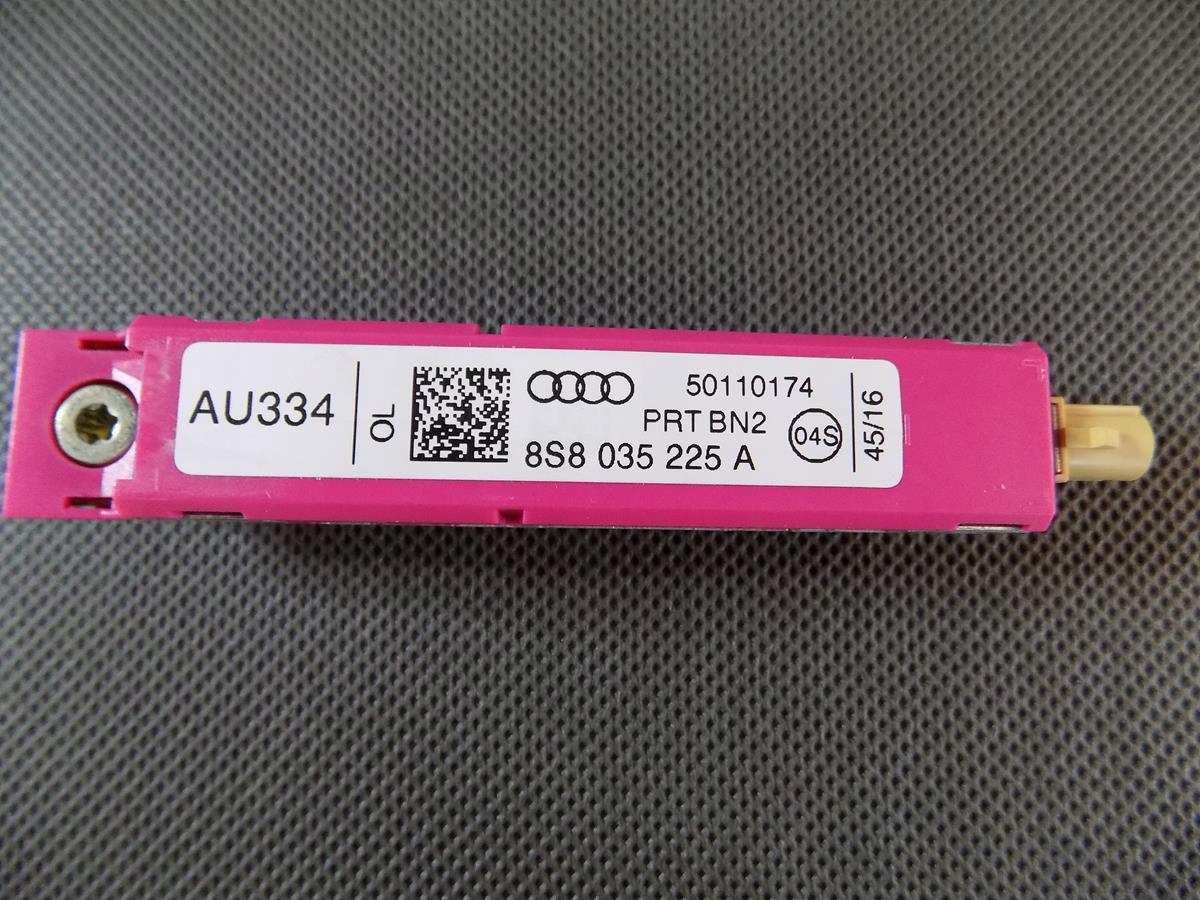 AU334
OL
50110174
PRT BN2
04S
8S8 035 225 A
45/16